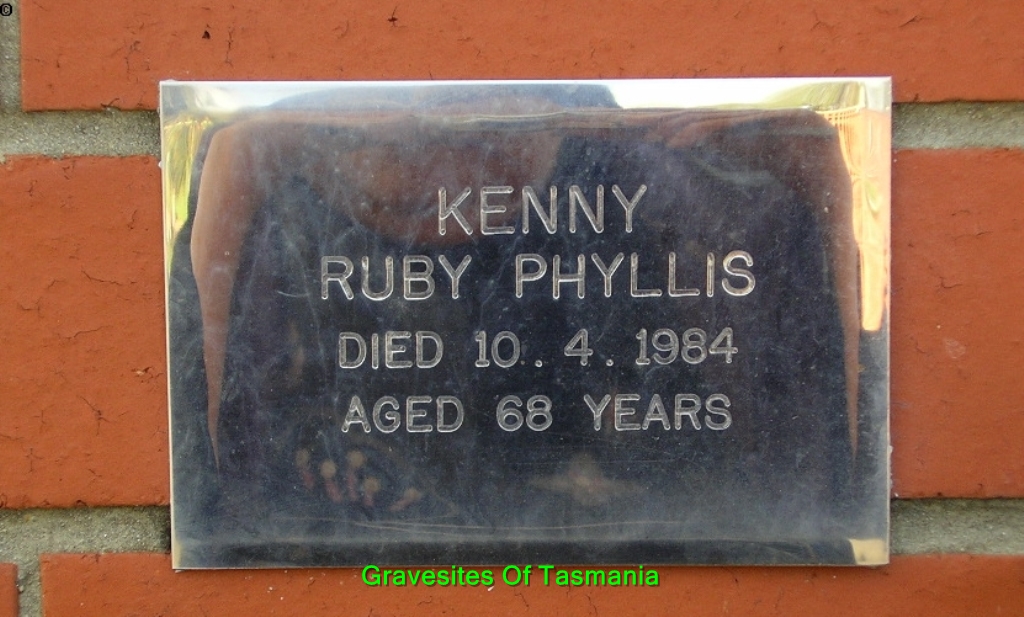 ©
KENNY
RUBY PHYLLIS
DIED 10. 4. 1984
AGED 68 YEARS
Gravesites Of Tasmania